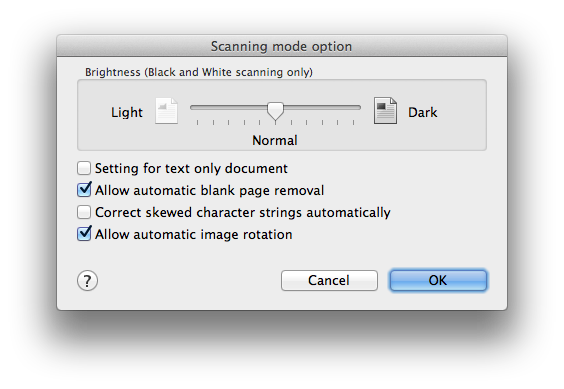 Scanning mode option
Brightness (Black and White scanning only)
Light Dark
Normal
Setting for text only document
Allow automatic blank page removal
Correct skewed character strings automatically
Allow automatic image rotation
? Cancel OK